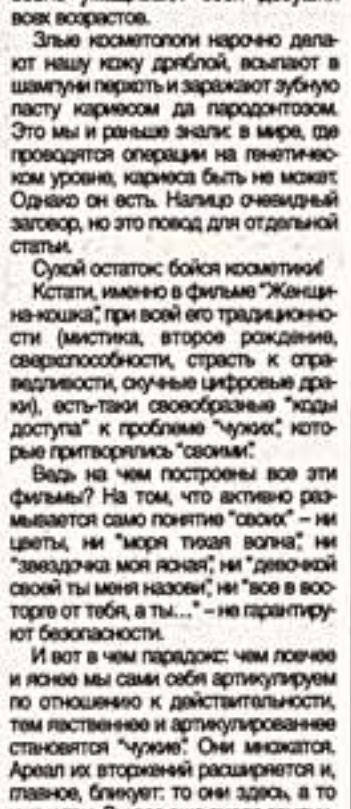 всех возрастов.
Злые косметологи нарочно дела-
ют нашу кожу дряблой, всыпают в
шампуни перхоть и заражают зубную
пасту кариесом да пародонтозом.
Это мы и раньше знали: в мире, где
проводятся операции на генетичес-
ком уровне, кариеса быть не может.
Однако он есть. Налицо очевидный
заговор, но это повод для отдельной
статьи.
Сухой остаток: бойся косметики!
Кстати, именно в фильме "Женщи-
на-кошка", при всей его традиционно-
сти (мистика, второе рождение,
сверхспособности, страсть к спра-
ведливости, скучные цифровые дра-
ки), есть-таки своеобразные "коды
доступа" к проблеме "чужих", кото-
рые притворялись "своими".
Ведь на чем построены все эти
фильмы? На том, что активно раз-
мывается само понятие "своих" – ни
цветы, ни "моря тихая волна", ни
"звездочка моя ясная", ни "девочкой
своей ты меня назови", ни "все в вос-
торге от тебя, а ты..." – не гарантиру-
ют безопасности.
И вот в чем парадокс: чем ловчее
и яснее мы сами себя артикулируем
по отношению к действительности,
тем явственнее и артикулированнее
становятся "чужие". Они множатся.
Ареал их вторжений расширяется и,
главное, бликует: то они здесь, а то